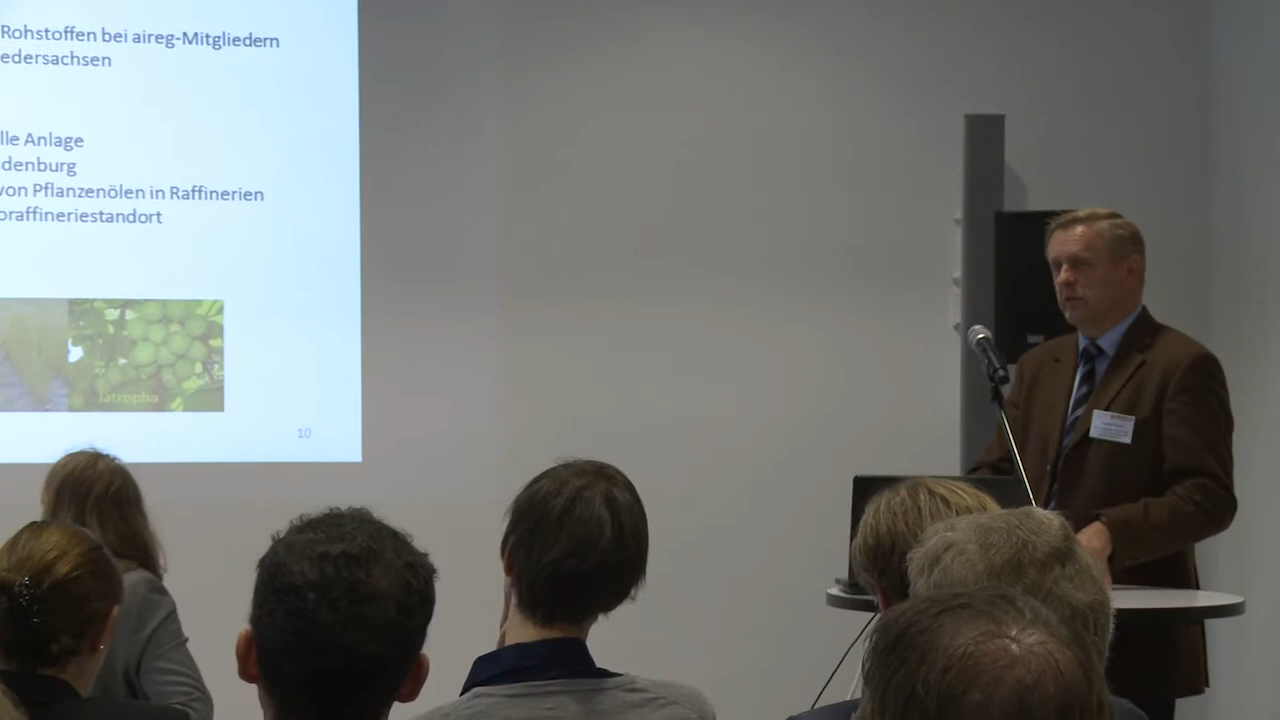 Rohstoffen bei aireg-Mitgliedern
edersachsen
lle Anlage
denburg
von Pflanzenölen in Raffinerien
oraffineriestandort
Jatropha
10